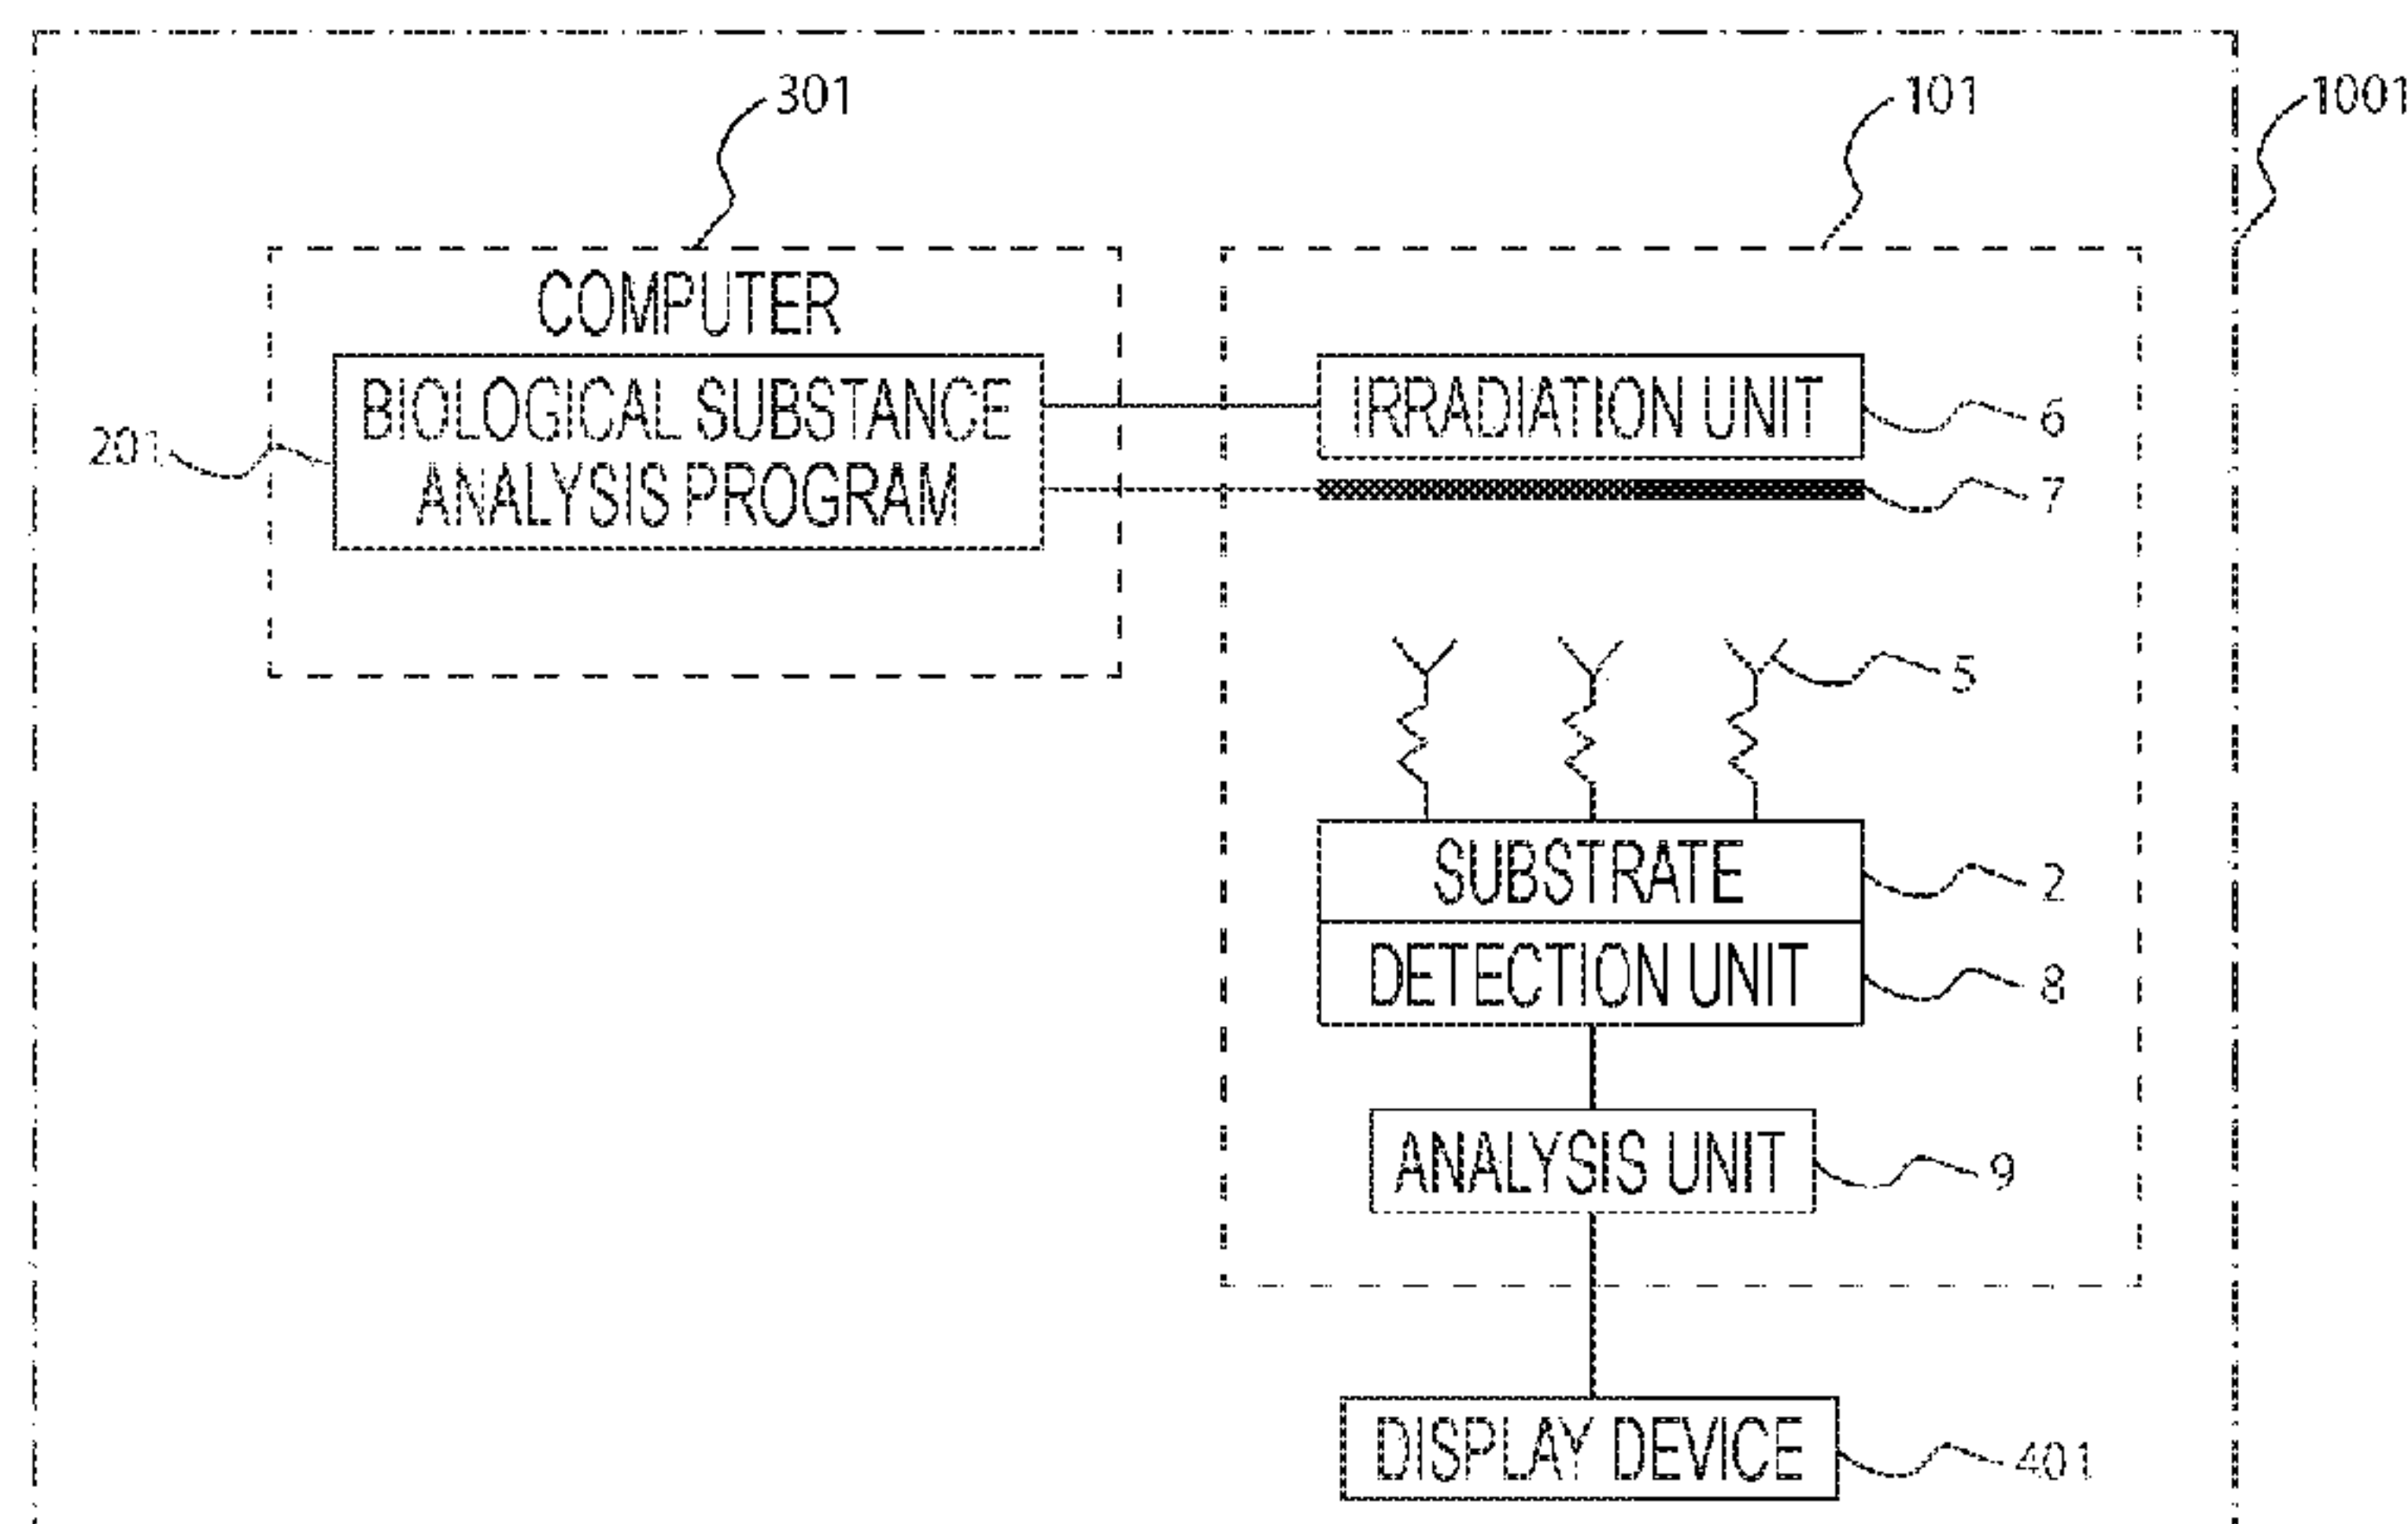 301
101
1001
COMPUTER
BIOLOGICAL SUBSTANCE
ANALYSIS PROGRAM
201
IRRADIATION UNIT
6
7
5
SUBSTRATE
2
DETECTION UNIT
8
ANALYSIS UNIT
9
DISPLAY DEVICE
401